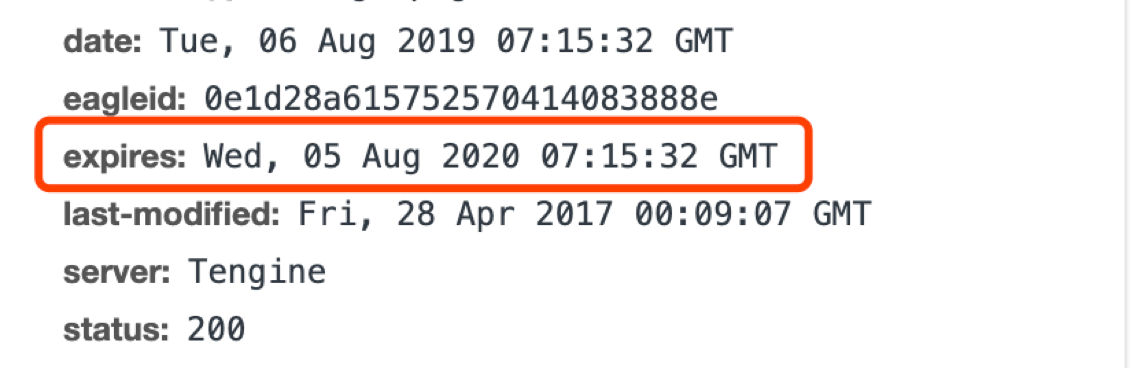 date: Tue, 06 Aug 2019 07:15:32 GMT
eagleid: 0e1d28a615752570414083888e
expires: Wed, 05 Aug 2020 07:15:32 GMT
last-modified: Fri, 28 Apr 2017 00:09:07 GMT
server: Tengine
status: 200